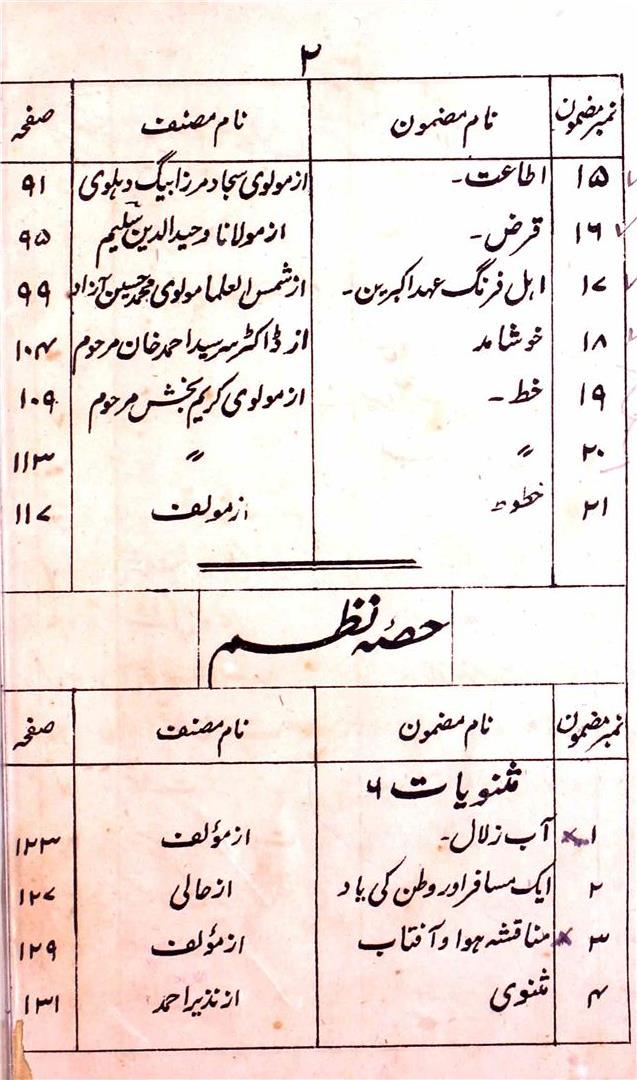 ۲
نمبر مضمون نام مضمون نام مصنف صفحہ
۱۵ اطاعت۔ از مولوی سجاد مرزا بیگ دہلوی ۹۱
۱۶ قرض۔ از مولانا وحید الدین سلیم ۹۵
۱۷ اہل فرنگ عہد اکبر میں۔ از شمس العلما مولوی محمد حسین آزاد ۹۹
۱۸ خوشامد از ڈاکٹر سر سید احمد خان مرحوم ۱۰۴
۱۹ خط۔ از مولوی کریم بخش مرحوم ۱۰۹
۲۰ 〃 〃 ۱۱۳
۲۱ خطوط از مولف ۱۱۷
حصۂ نظم
نمبر مضمون نام مضمون نام مصنف صفحہ
مثنویات ۶
۱ آب زلال۔ از مؤلف ۱۲۳
۲ ایک مسافر اور وطن کی یاد از حالی ۱۲۷
۳ مناقشہ ہوا و آفتاب از مؤلف ۱۲۹
۴ مثنوی از نذیر احمد ۱۳۱